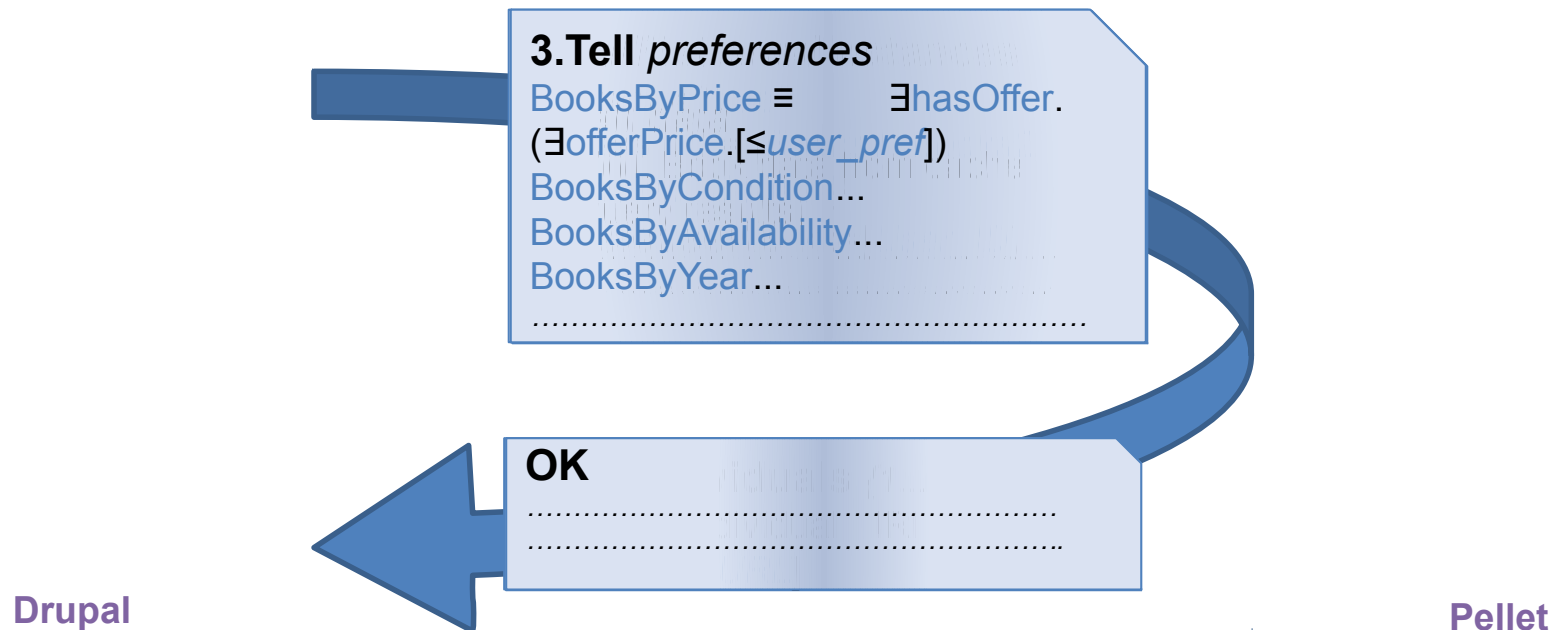 3.Tell preferences
BooksByPrice ≡ ∃hasOffer.
(∃offerPrice.[≤user_pref])
BooksByCondition...
BooksByAvailability...
BooksByYear...
.........................................................
OK
.........................................................
.........................................................
Drupal
Pellet